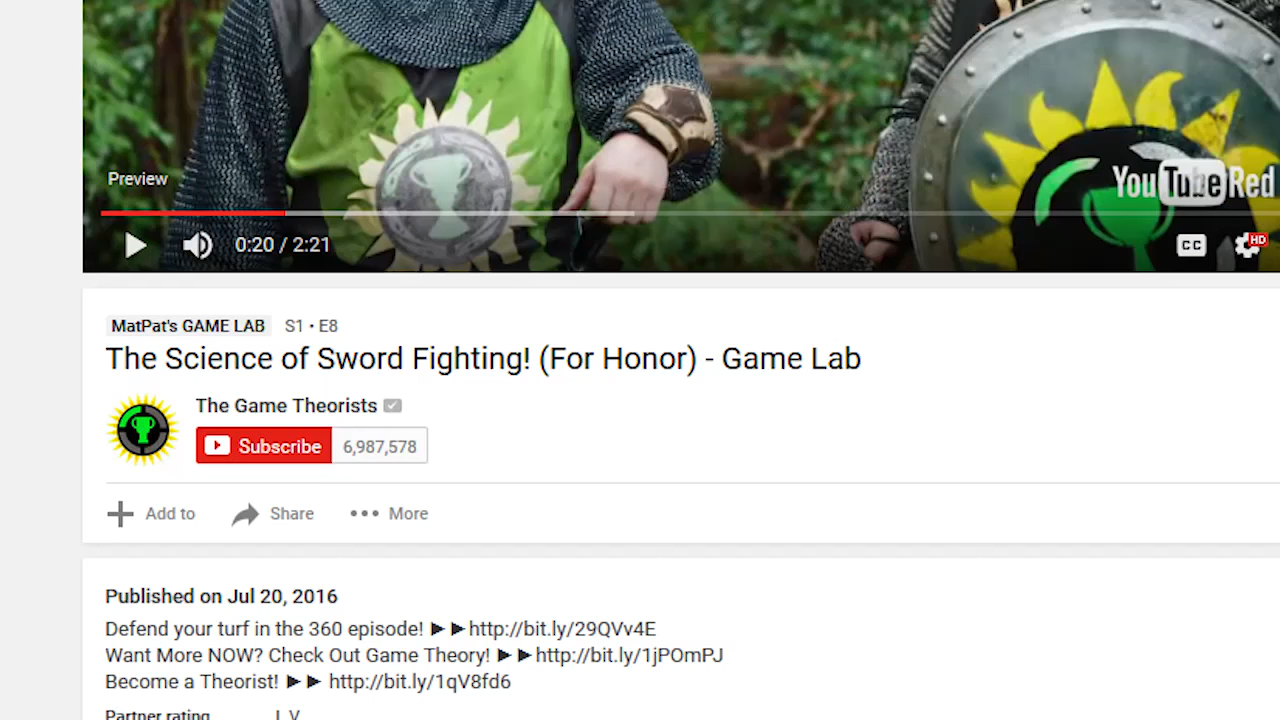 Preview
YouTube Red
0:20 / 2:21
CC
HD
MatPat's GAME LAB S1 • E8
The Science of Sword Fighting! (For Honor) - Game Lab
The Game Theorists
Subscribe 6,987,578
Add to Share More
Published on Jul 20, 2016
Defend your turf in the 360 episode! ►►http://bit.ly/29QVv4E
Want More NOW? Check Out Game Theory! ►►http://bit.ly/1jPOmPJ
Become a Theorist! ►► http://bit.ly/1qV8fd6
Partner rating